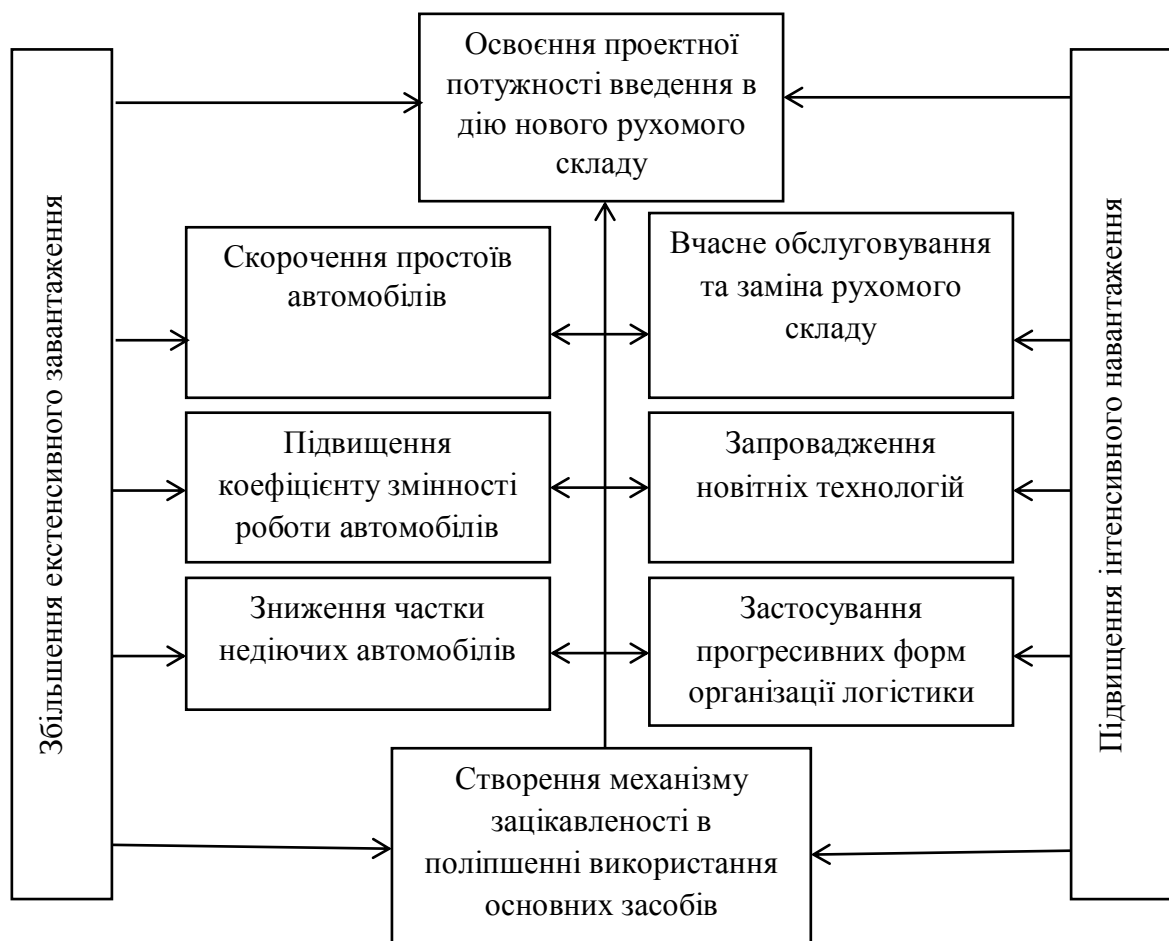 Освоєння проектної
потужності введення в
дію нового рухомого
складу
Збільшення екстенсивного завантаження
Підвищення інтенсивного навантаження
Скорочення простоїв
автомобілів
Вчасне обслуговування
та заміна рухомого
складу
Підвищення
коефіцієнту змінності
роботи автомобілів
Запровадження
новітніх технологій
Зниження частки
недіючих автомобілів
Застосування
прогресивних форм
організації логістики
Створення механізму
зацікавленості в
поліпшенні використання
основних засобів